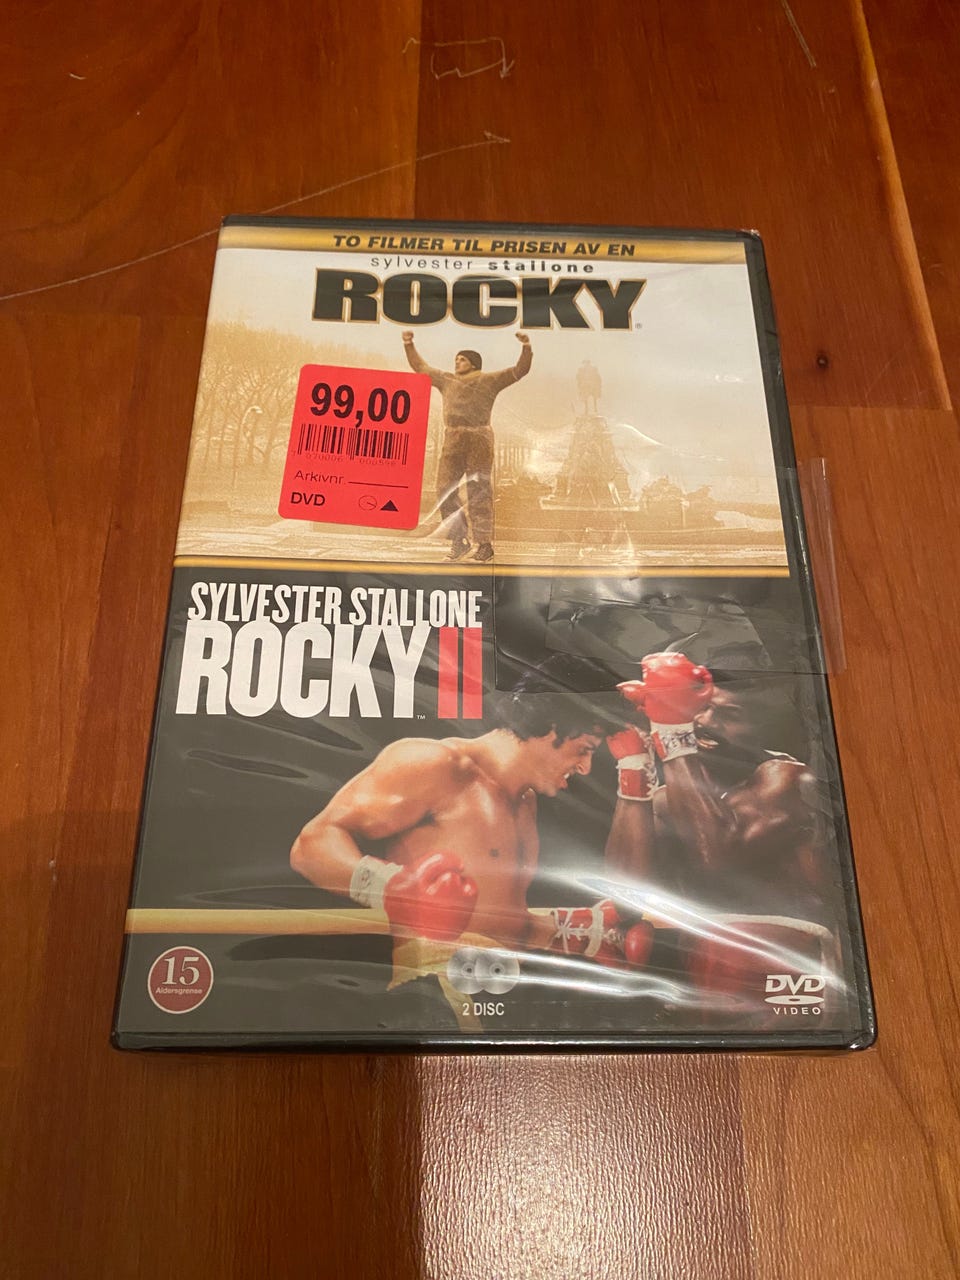 TO FILMER TIL PRISEN AV EN
sylvester stallone
ROCKY
99,00
Arkivnr.
DVD
SYLVESTER STALLONE
ROCKY II
TM
15
Aldersgrense
2 DISC
DVD
VIDEO